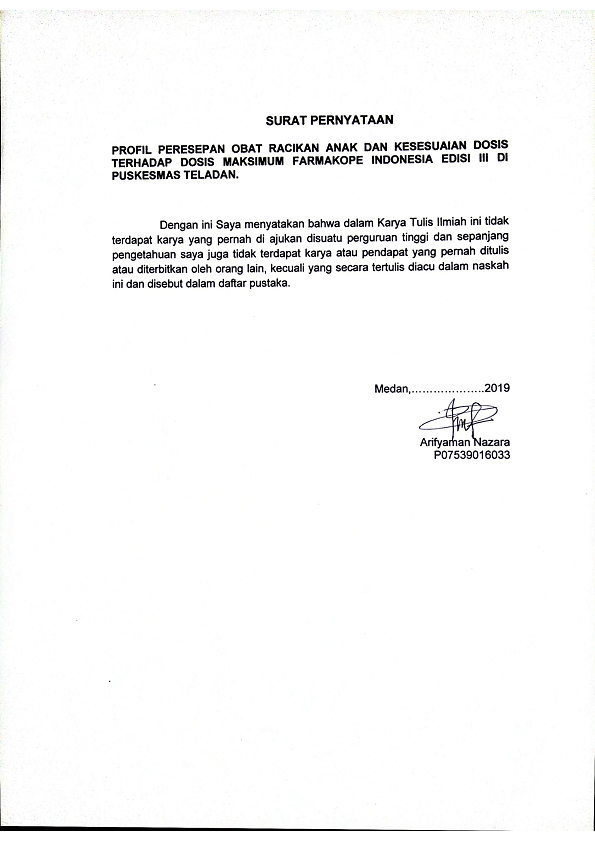 SURAT PERNYATAAN
PROFIL PERESEPAN OBAT RACIKAN ANAK DAN KESESUAIAN DOSIS
TERHADAP DOSIS MAKSIMUM FARMAKOPE INDONESIA EDISI III DI
PUSKESMAS TELADAN.
Dengan ini Saya menyatakan bahwa dalam Karya Tulis Ilmiah ini tidak
terdapat karya yang pernah di ajukan disuatu perguruan tinggi dan sepanjang
pengetahuan saya juga tidak terdapat karya atau pendapat yang pernah ditulis
atau diterbitkan oleh orang lain, kecuali yang secara tertulis diacu dalam naskah
ini dan disebut dalam daftar pustaka.
Medan,....................2019
Arifyaman Nazara
P07539016033